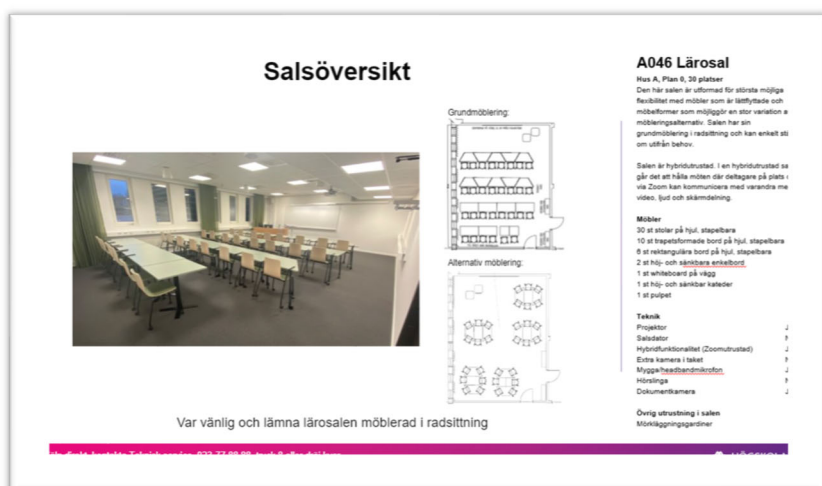 Salsöversikt
Grundmöblering:
Alternativ möblering:
Var vänlig och lämna lärosalen möblerad i radsittning
A046 Lärosal
Hus A, Plan 0, 30 platser
Den här salen är utformad för största möjliga
flexibilitet med möbler som är lättflyttade och
möbelformer som möjliggör en stor variation a
möbleringsalternativ. Salen har sin
grundmöblering i radsittning och kan enkelt stä
om utifrån behov.
Salen är hybridutrustad. I en hybridutrustad sa
går det att hålla möten där deltagare på plats
via Zoom kan kommunicera med varandra me
video, ljud och skärmdelning.
Möbler
30 st stolar på hjul, stapelbara
10 st trapetsformade bord på hjul, stapelbara
6 st rektangulära bord på hjul, stapelbara
2 st höj- och sänkbara enkelbord
1 st whiteboard på vägg
1 st höj- och sänkbar kateder
1 st pulpet
Teknik
Projektor J
Salsdator N
Hybridfunktionalitet (Zoomutrustad) J
Extra kamera i taket N
Mygga/headbandmikrofon J
Hörslinga N
Dokumentkamera J
Övrig utrustning i salen
Mörkläggningsgardiner